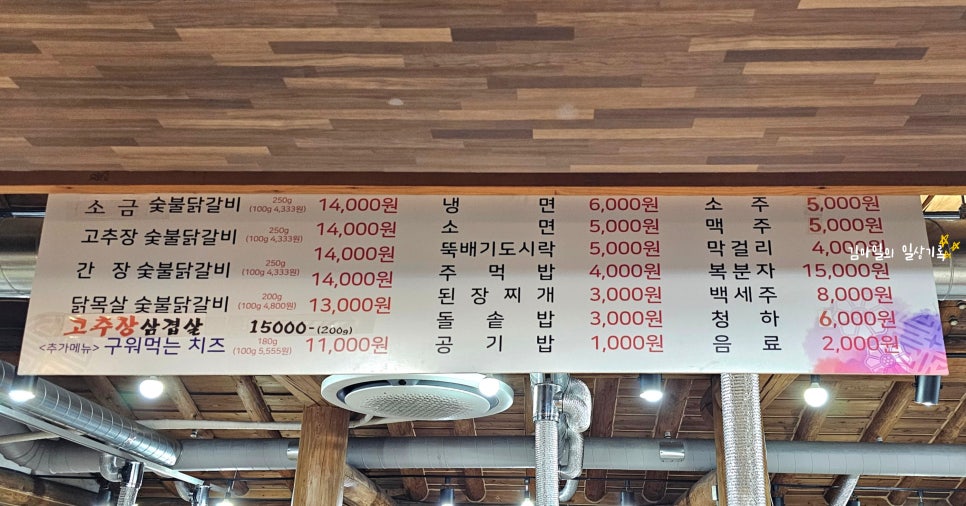 소 금 숯불닭갈비 250g (100g 4,333원) 14,000원
고추장 숯불닭갈비 250g (100g 4,333원) 14,000원
14,000원
간 장 숯불닭갈비 250g (100g 4,333원) 14,000원
닭목살 숯불닭갈비 200g (100g 4,800원) 13,000원
고추장삼겹살 15000-(200g)
<추가메뉴> 구워먹는 치즈 180g (100g 5,555원) 11,000원
냉 면 6,000원
소 면 5,000원
뚝배기도시락 5,000원
주 먹 밥 4,000원
된 장 찌 개 3,000원
돌 솥 밥 3,000원
공 기 밥 1,000원
소 주 5,000원
맥 주 5,000원
막걸리 4,000원
복분자 15,000원
백세주 8,000원
청 하 6,000원
음 료 2,000원
일상기록